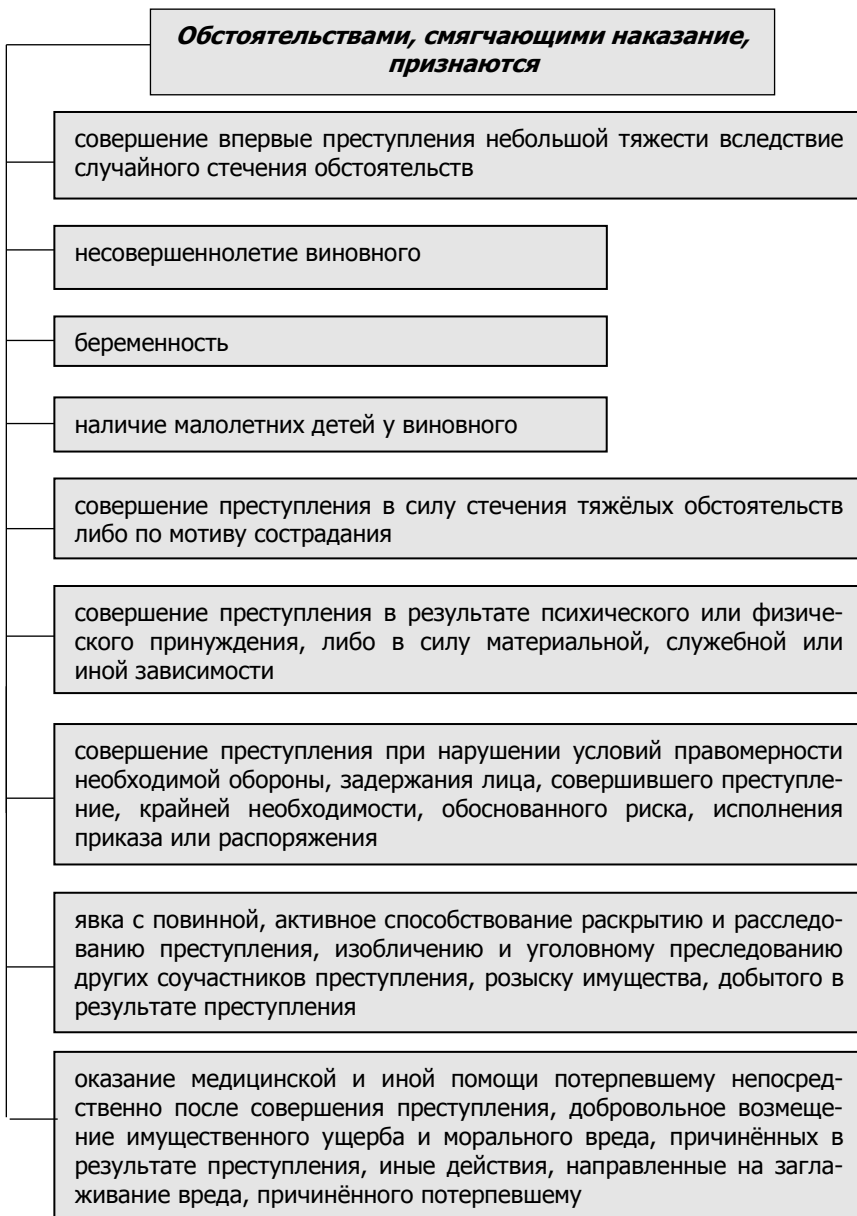 Обстоятельствами, смягчающими наказание,
признаются
совершение впервые преступления небольшой тяжести вследствие
случайного стечения обстоятельств
несовершеннолетие виновного
беременность
наличие малолетних детей у виновного
совершение преступления в силу стечения тяжёлых обстоятельств
либо по мотиву сострадания
совершение преступления в результате психического или физиче-
ского принуждения, либо в силу материальной, служебной или
иной зависимости
совершение преступления при нарушении условий правомерности
необходимой обороны, задержания лица, совершившего преступле-
ние, крайней необходимости, обоснованного риска, исполнения
приказа или распоряжения
явка с повинной, активное способствование раскрытию и расследо-
ванию преступления, изобличению и уголовному преследованию
других соучастников преступления, розыску имущества, добытого в
результате преступления
оказание медицинской и иной помощи потерпевшему непосред-
ственно после совершения преступления, добровольное возмеще-
ние имущественного ущерба и морального вреда, причинённых в
результате преступления, иные действия, направленные на загла-
живание вреда, причинённого потерпевшему